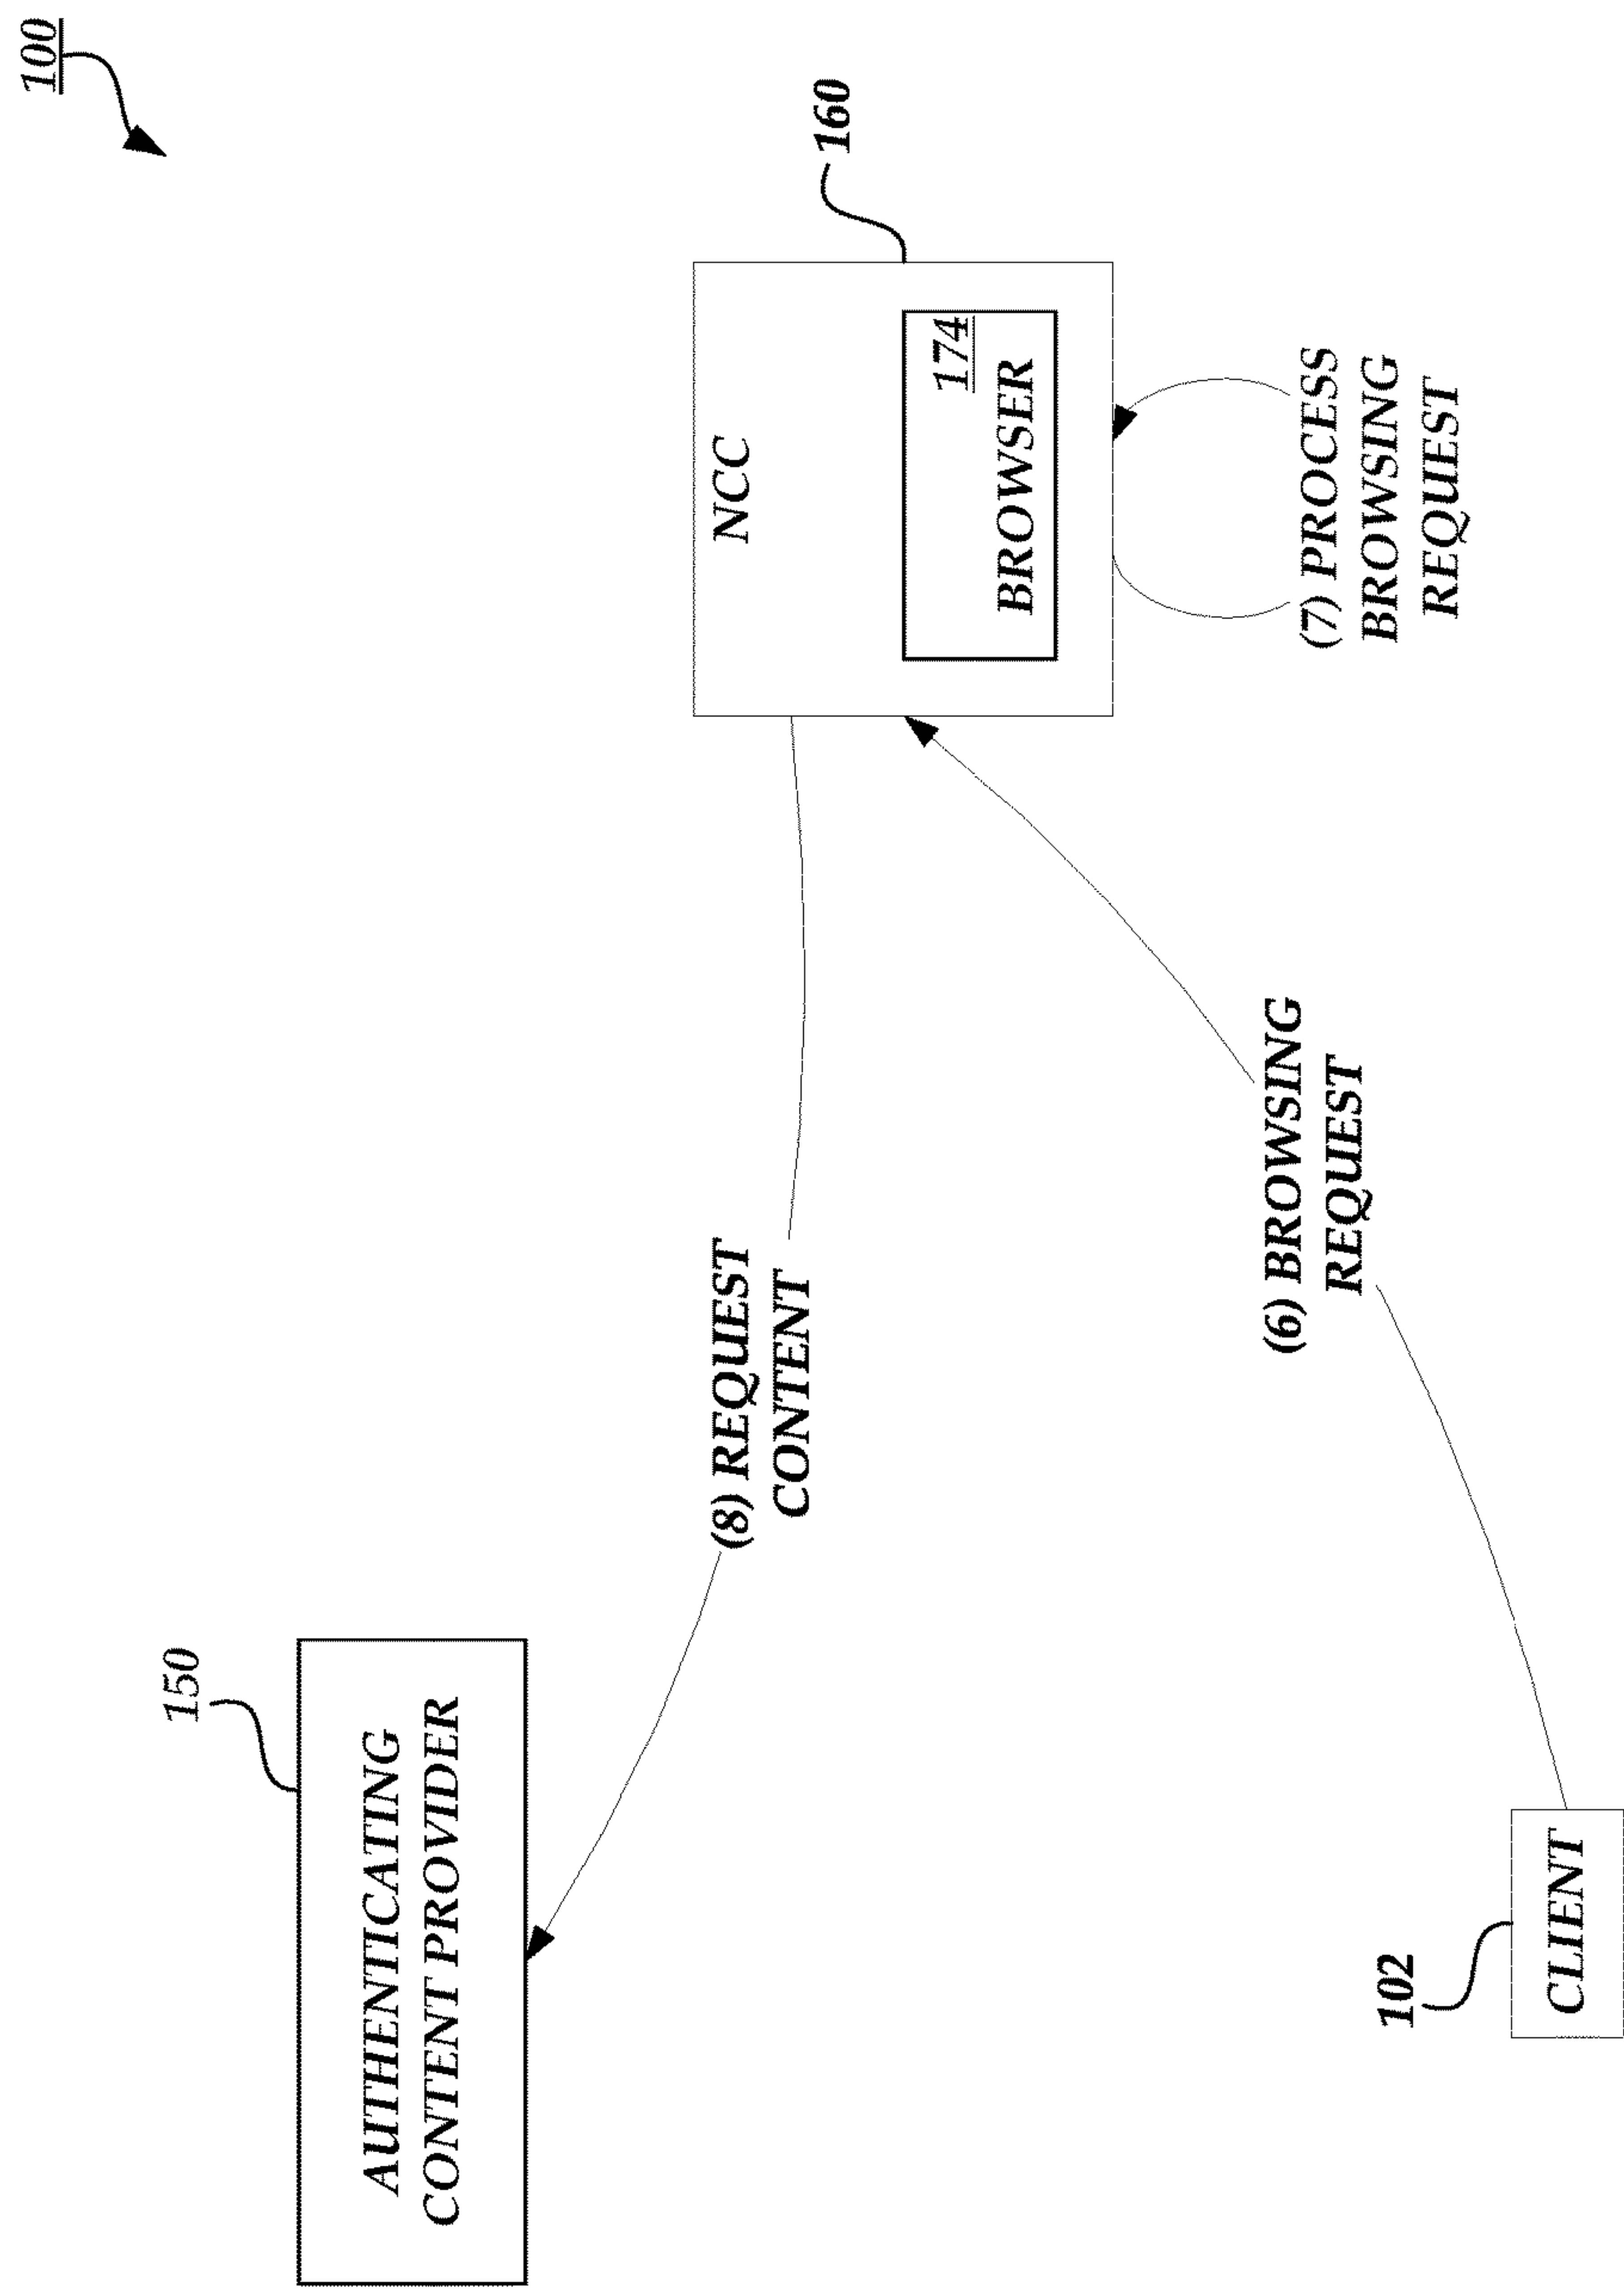 100
150
AUTHENTICATING
CONTENT PROVIDER
(8) REQUEST
CONTENT
160
NCC
174
BROWSER
(7) PROCESS
BROWSING
REQUEST
(6) BROWSING
REQUEST
102
CLIENT